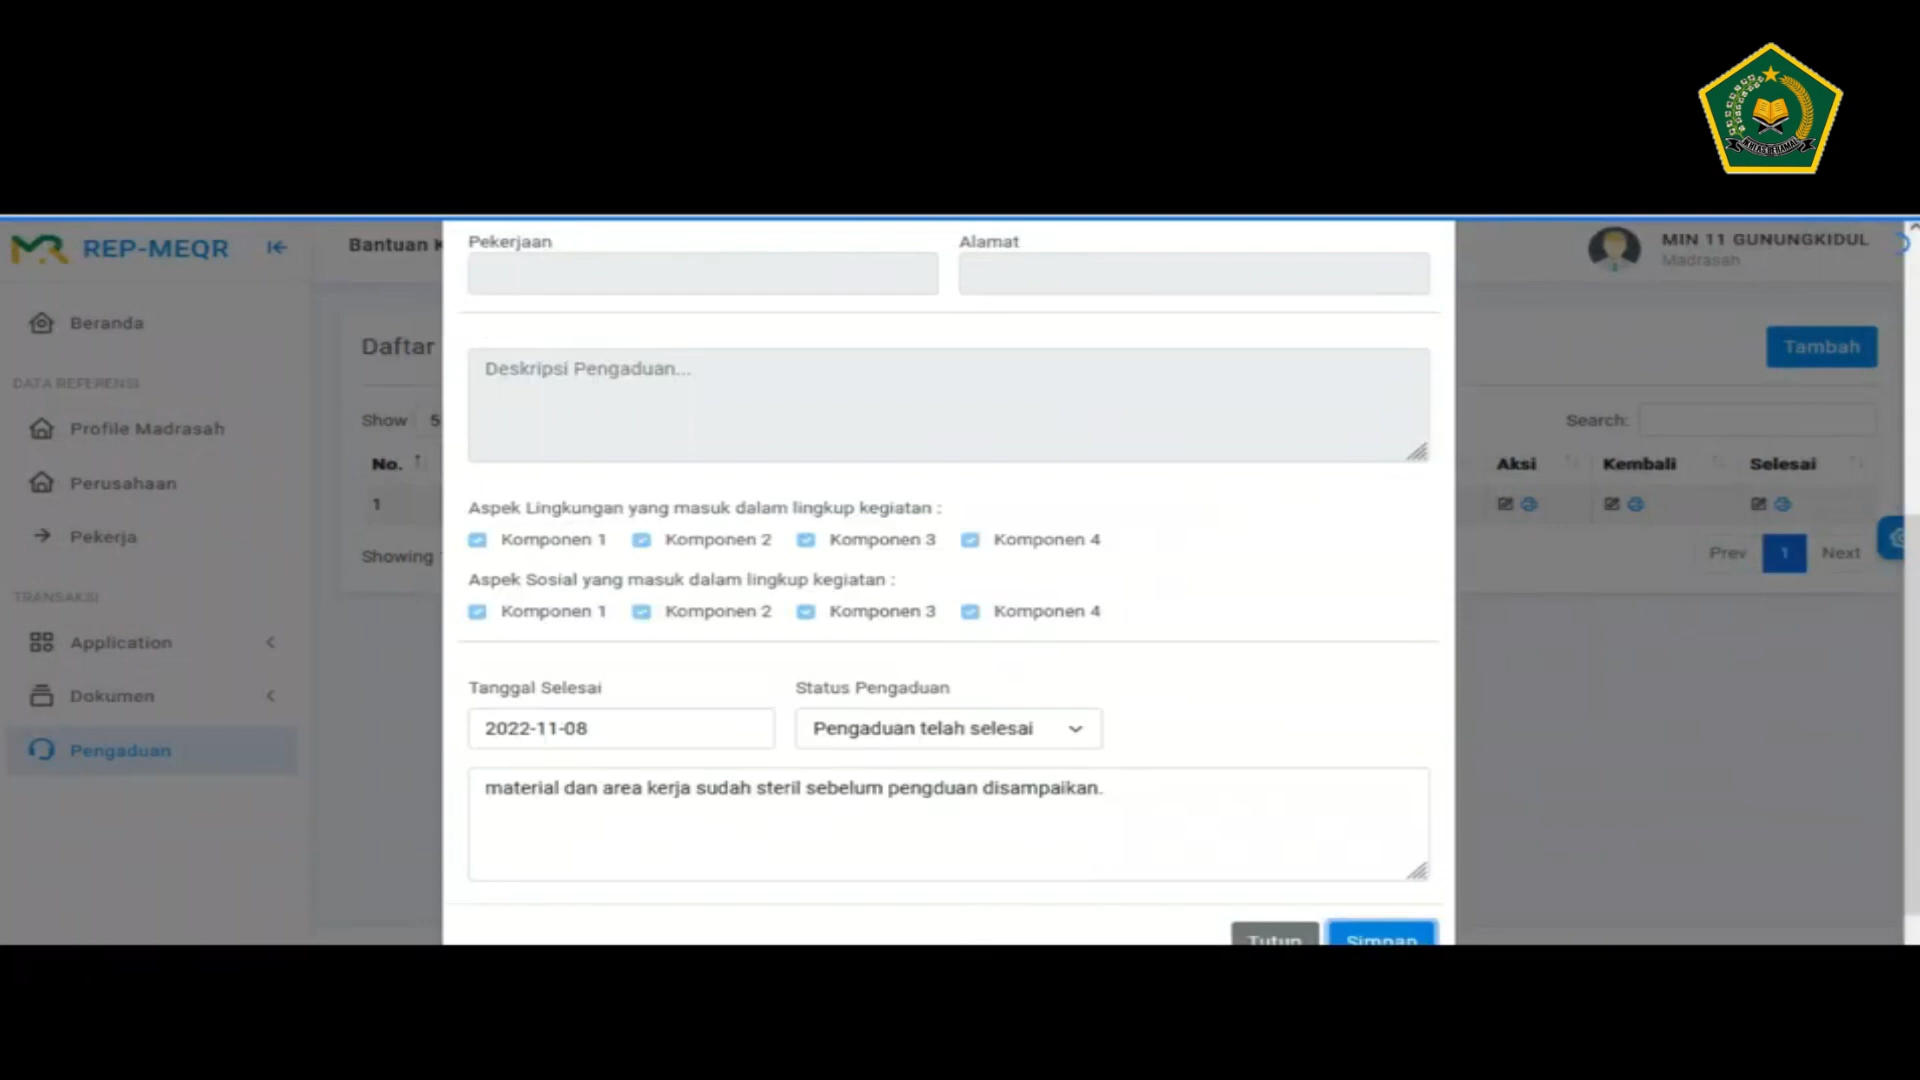 IKHLAS BERAMAL
REP-MEQR
Bantuan K
MIN 11 GUNUNGKIDUL
Madrasah
Beranda
DATA REFERENSI
Profile Madrasah
Perusahaan
Pekerja
TRANSAKSI
Application
Dokumen
Pengaduan
Daftar
Show 5
No.
1
Showing
Pekerjaan
Alamat
Deskripsi Pengaduan...
Aspek Lingkungan yang masuk dalam lingkup kegiatan :
Komponen 1 Komponen 2 Komponen 3 Komponen 4
Aspek Sosial yang masuk dalam lingkup kegiatan :
Komponen 1 Komponen 2 Komponen 3 Komponen 4
Tanggal Selesai
Status Pengaduan
2022-11-08
Pengaduan telah selesai
material dan area kerja sudah steril sebelum pengduan disampaikan.
Tutup Simpan
Tambah
Search:
Aksi Kembali Selesai
Prev 1 Next